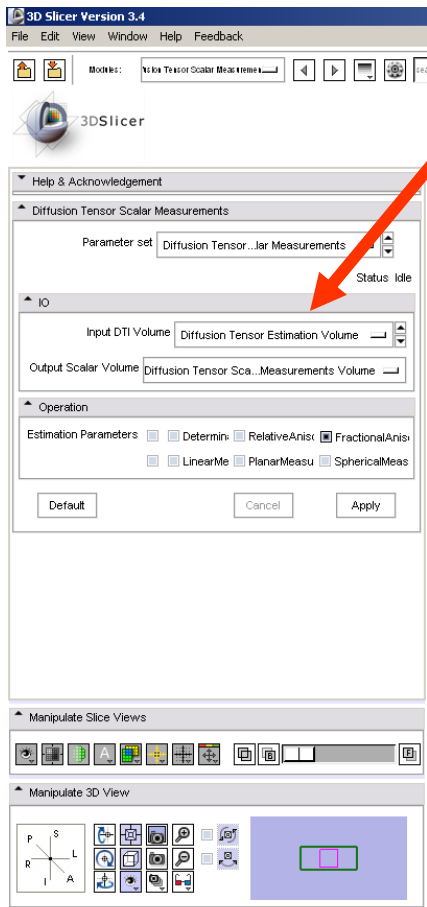 3D Slicer Version 3.4
File Edit View Window Help Feedback
Modules: Tensor Scalar Measuremen
3DSlicer
Help & Acknowledgement
Diffusion Tensor Scalar Measurements
Parameter set Diffusion Tensor...lar Measurements
Status Idle
IO
Input DTI Volume Diffusion Tensor Estimation Volume
Output Scalar Volume Diffusion Tensor Sca...Measurements Volume
Operation
Estimation Parameters Determin RelativeAnis FractionalAnis
LinearMe PlanarMeasu SphericalMeas
Default Cancel Apply
Manipulate Slice Views
A B F
Manipulate 3D View
P S
R L
I A